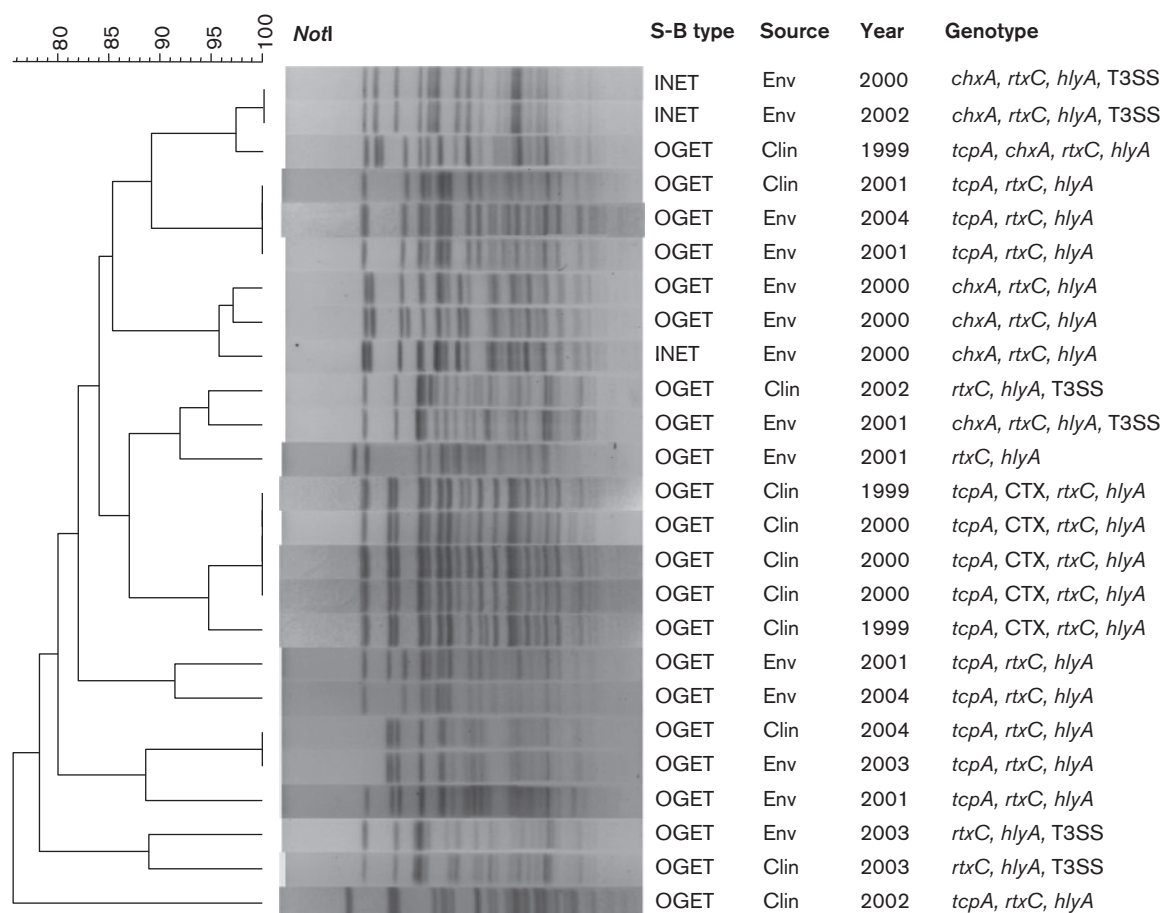 80 85 90 95 100
NotI S-B type Source Year Genotype
INET Env 2000 chxA, rtxC, hlyA, T3SS
INET Env 2002 chxA, rtxC, hlyA, T3SS
OGET Clin 1999 tcpA, chxA, rtxC, hlyA
OGET Clin 2001 tcpA, rtxC, hlyA
OGET Env 2004 tcpA, rtxC, hlyA
OGET Env 2001 tcpA, rtxC, hlyA
OGET Env 2000 chxA, rtxC, hlyA
OGET Env 2000 chxA, rtxC, hlyA
INET Env 2000 chxA, rtxC, hlyA
OGET Clin 2002 rtxC, hlyA, T3SS
OGET Env 2001 chxA, rtxC, hlyA, T3SS
OGET Env 2001 rtxC, hlyA
OGET Clin 1999 tcpA, CTX, rtxC, hlyA
OGET Clin 2000 tcpA, CTX, rtxC, hlyA
OGET Clin 2000 tcpA, CTX, rtxC, hlyA
OGET Clin 2000 tcpA, CTX, rtxC, hlyA
OGET Clin 1999 tcpA, CTX, rtxC, hlyA
OGET Env 2001 tcpA, rtxC, hlyA
OGET Env 2004 tcpA, rtxC, hlyA
OGET Clin 2004 tcpA, rtxC, hlyA
OGET Env 2003 tcpA, rtxC, hlyA
OGET Env 2001 tcpA, rtxC, hlyA
OGET Env 2003 rtxC, hlyA, T3SS
OGET Clin 2003 rtxC, hlyA, T3SS
OGET Clin 2002 tcpA, rtxC, hlyA